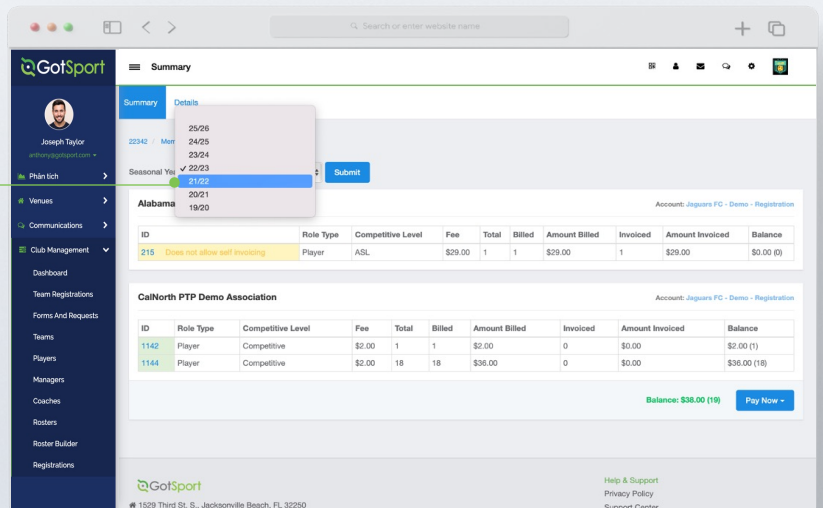 Search or enter website name
GotSport
Summary
Joseph Taylor
anthony@gotsport.com
Phân tích
Venues
Communications
Club Management
Dashboard
Team Registrations
Forms And Requests
Teams
Players
Managers
Coaches
Rosters
Roster Builder
Registrations
Summary Details
22342 / Mem
Seasonal Yea
25/26
24/25
23/24
✓ 22/23
21/22
20/21
19/20
Submit
Alabama
Account: Jaguars FC - Demo - Registration
ID Role Type Competitive Level Fee Total Billed Amount Billed Invoiced Amount Invoiced Balance
215 Does not allow self invoicing Player ASL $29.00 1 1 $29.00 1 $29.00 $0.00 (0)
CalNorth PTP Demo Association
Account: Jaguars FC - Demo - Registration
ID Role Type Competitive Level Fee Total Billed Amount Billed Invoiced Amount Invoiced Balance
1142 Player Competitive $2.00 1 1 $2.00 0 $0.00 $2.00 (1)
1144 Player Competitive $2.00 18 18 $36.00 0 $0.00 $36.00 (18)
Balance: $38.00 (19) Pay Now
GotSport
1529 Third St. S., Jacksonville Beach, FL 32250
Help & Support
Privacy Policy
Support Center